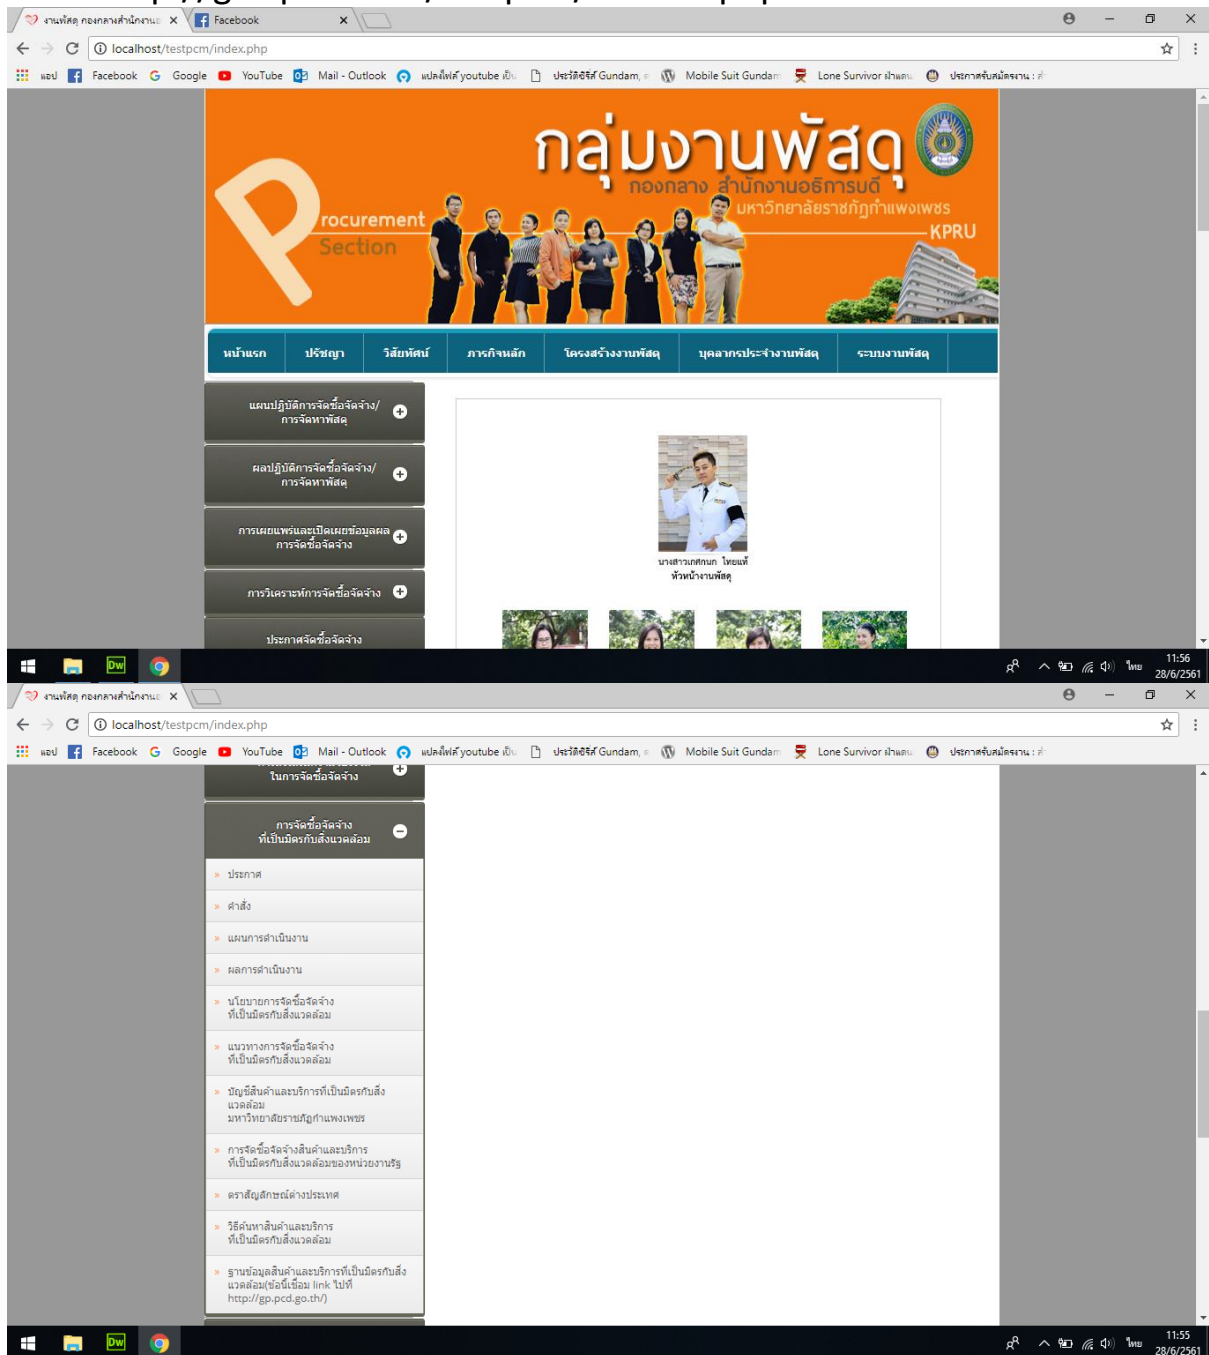 งานพัสดุ กองกลางสำนักงานอ
Facebook
localhost/testpcm/index.php
แอป Facebook Google YouTube Mail - Outlook แปลงไฟล์ youtube เป็น ประวัติซีรีส์ Gundam, Mobile Suit Gundam Lone Survivor ฝ่าแดน ประกาศรับสมัครงาน :
กลุ่มงานพัสดุ
กองกลาง สำนักงานอธิการบดี
มหาวิทยาลัยราชภัฏกำแพงเพชร
KPRU
Procurement
Section
หน้าแรก ปรัชญา วิสัยทัศน์ ภารกิจหลัก โครงสร้างงานพัสดุ บุคลากรประจำงานพัสดุ ระบบงานพัสดุ
แผนปฏิบัติการจัดซื้อจัดจ้าง/
การจัดหาพัสดุ
ผลปฏิบัติการจัดซื้อจัดจ้าง/
การจัดหาพัสดุ
การเผยแพร่และเปิดเผยข้อมูลผล
การจัดซื้อจัดจ้าง
การวิเคราะห์การจัดซื้อจัดจ้าง
ประกาศจัดซื้อจัดจ้าง
นางสาวเกศกนก ไทยแท้
หัวหน้างานพัสดุ
Dw
ไทย
11:56
28/6/2561
งานพัสดุ กองกลางสำนักงานอ
localhost/testpcm/index.php
แอป Facebook Google YouTube Mail - Outlook แปลงไฟล์ youtube เป็น ประวัติซีรีส์ Gundam, Mobile Suit Gundam Lone Survivor ฝ่าแดน ประกาศรับสมัครงาน :
ในการจัดซื้อจัดจ้าง
การจัดซื้อจัดจ้าง
ที่เป็นมิตรกับสิ่งแวดล้อม
» ประกาศ
» คำสั่ง
» แผนการดำเนินงาน
» ผลการดำเนินงาน
» นโยบายการจัดซื้อจัดจ้าง
ที่เป็นมิตรกับสิ่งแวดล้อม
» แนวทางการจัดซื้อจัดจ้าง
ที่เป็นมิตรกับสิ่งแวดล้อม
» บัญชีสินค้าและบริการที่เป็นมิตรกับสิ่ง
แวดล้อม
มหาวิทยาลัยราชภัฏกำแพงเพชร
» การจัดซื้อจัดจ้างสินค้าและบริการ
ที่เป็นมิตรกับสิ่งแวดล้อมของหน่วยงานรัฐ
» ตราสัญลักษณ์ต่างประเทศ
» วิธีค้นหาสินค้าและบริการ
ที่เป็นมิตรกับสิ่งแวดล้อม
» ฐานข้อมูลสินค้าและบริการที่เป็นมิตรกับสิ่ง
แวดล้อม(ข้อนี้เชื่อม link ไปที่
http://gp.pcd.go.th/)
Dw
ไทย
11:55
28/6/2561